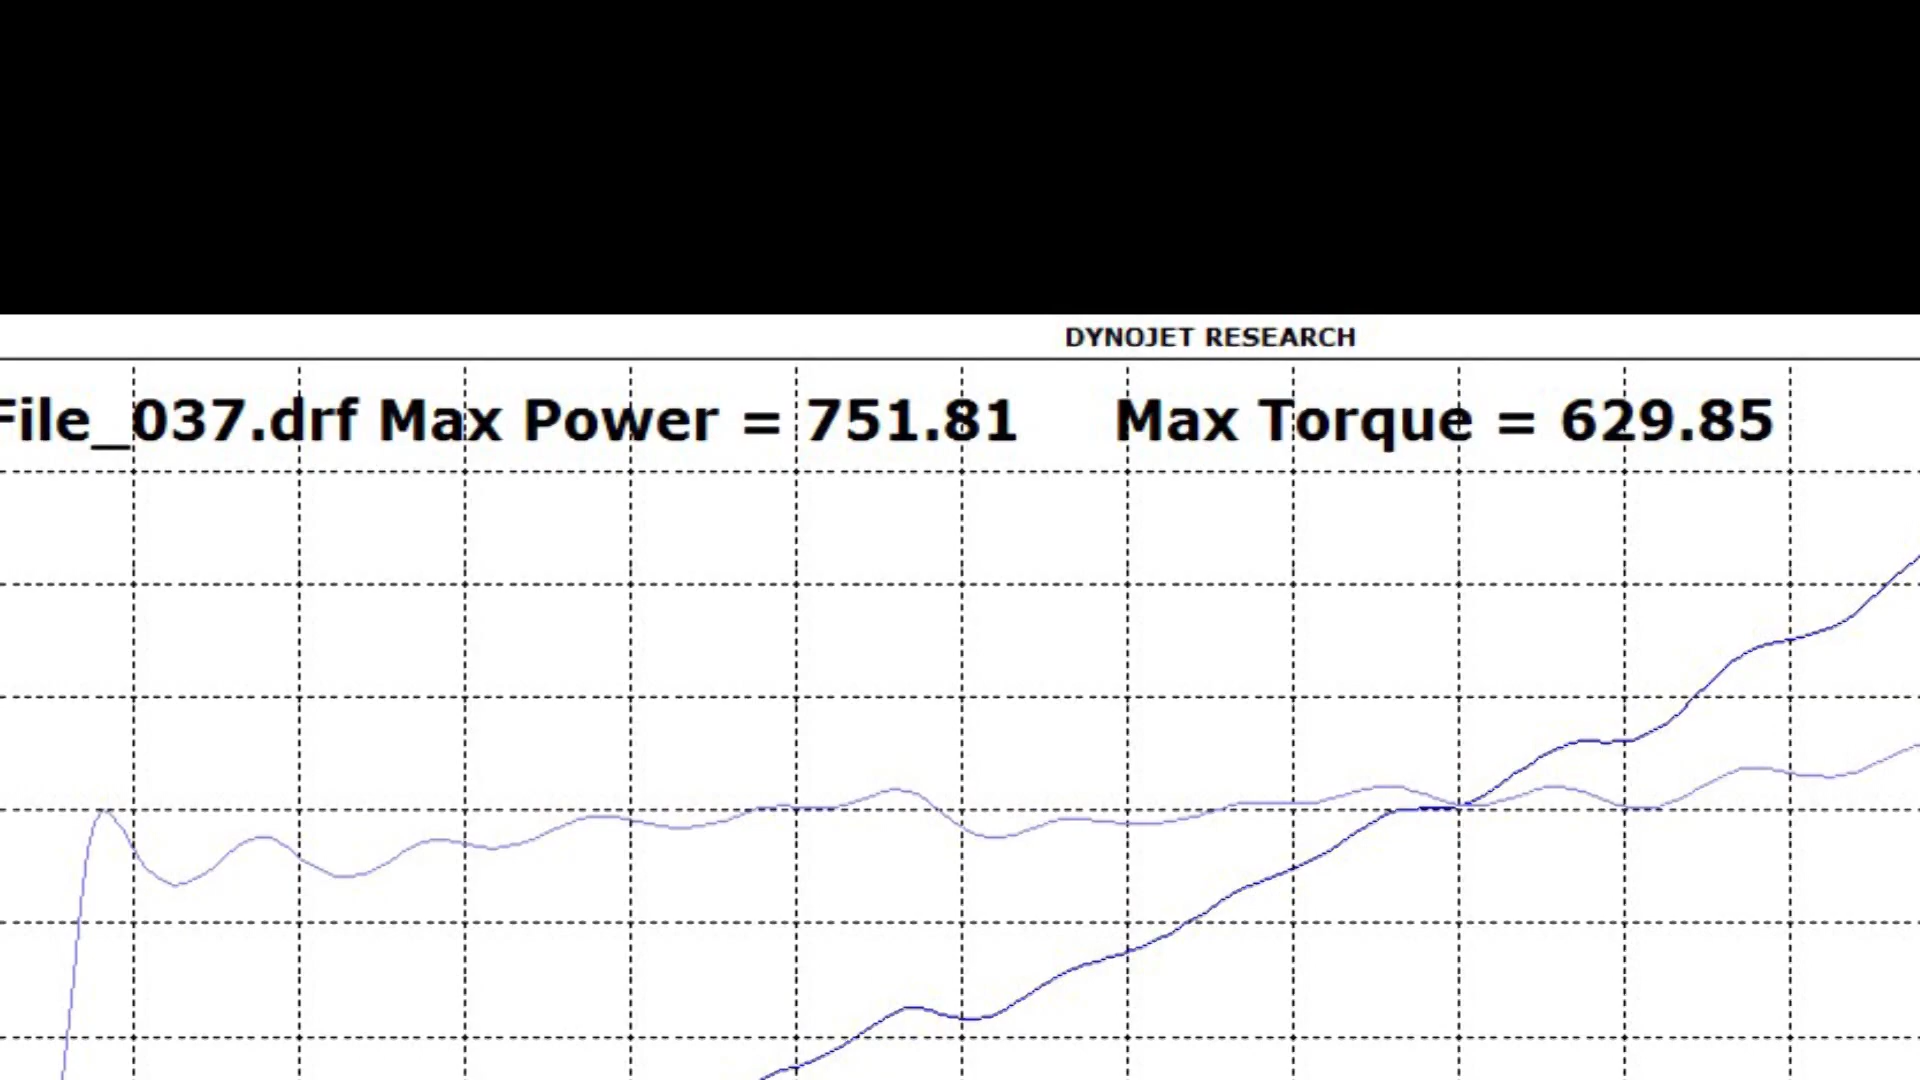 DYNOJET RESEARCH
File_037.drf Max Power = 751.81 Max Torque = 629.85